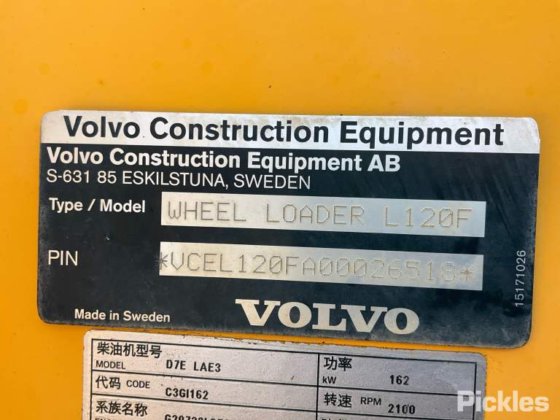 Volvo Construction Equipment
Volvo Construction Equipment AB
S-631 85 ESKILSTUNA, SWEDEN
Type / Model WHEEL LOADER L120F
PIN *VCEL120FA00026518*
15171026
Made in Sweden VOLVO
柴油机型号
MODEL D7E LAE3
功率
kW 162
代码 CODE C3GI162
转速 RPM 2100
系族名称
Pickles